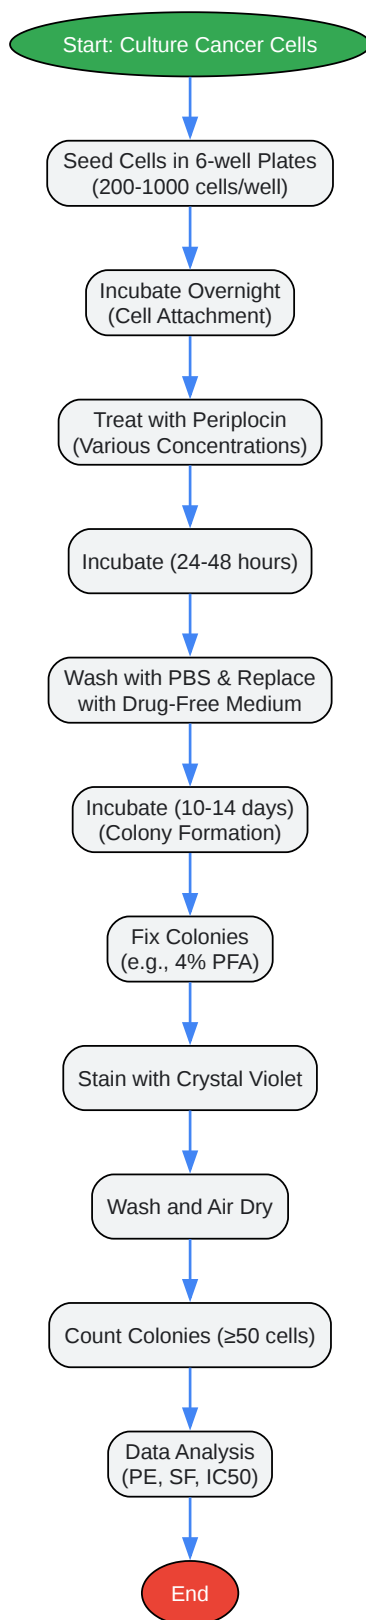 Start: Culture Cancer Cells
Seed Cells in 6-well Plates
(200-1000 cells/well)
Incubate Overnight
(Cell Attachment)
Treat with Periplocin
(Various Concentrations)
Incubate (24-48 hours)
Wash with PBS & Replace
with Drug-Free Medium
Incubate (10-14 days)
(Colony Formation)
Fix Colonies
(e.g., 4% PFA)
Stain with Crystal Violet
Wash and Air Dry
Count Colonies (≥50 cells)
Data Analysis
(PE, SF, IC50)
End